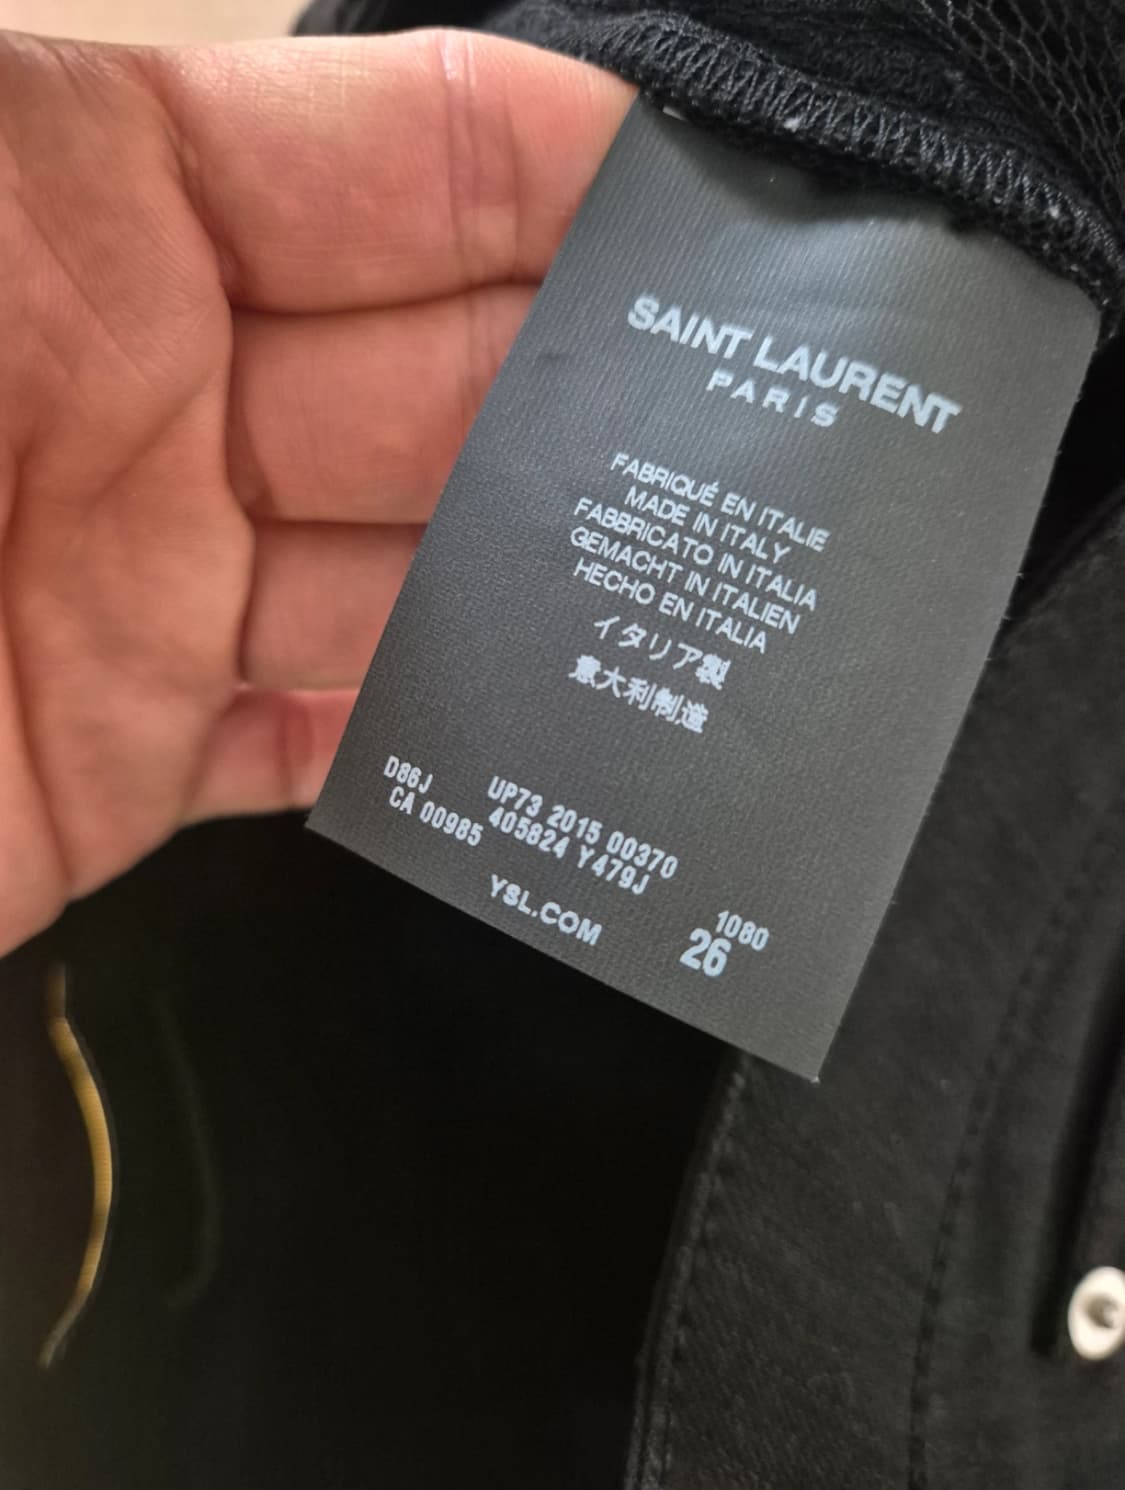 SAINT LAURENT
PARIS
FABRIQUÉ EN ITALIE
MADE IN ITALY
FABBRICATO IN ITALIA
GEMACHT IN ITALIEN
HECHO EN ITALIA
イタリア製
意大利制造
D86J UP73 2015 00370
CA 00985 405824 Y479J
YSL.COM
1080
26